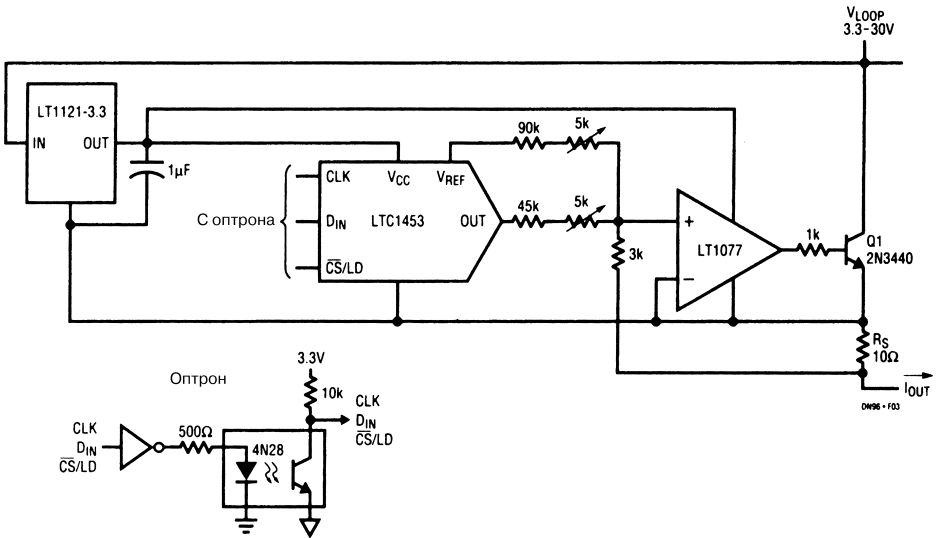 VLOOP
3.3-30V
LT1121-3.3
IN
OUT
1µF
90k
5k
CLK
VCC
VREF
С оптрона
DIN
LTC1453
OUT
45k
5k
CS/LD
3k
+
−
LT1077
1k
Q1
2N3440
RS
10Ω
IOUT
DN96 • F03
Оптрон
3.3V
10k
CLK
DIN
CS/LD
CLK
DIN
CS/LD
500Ω
4N28